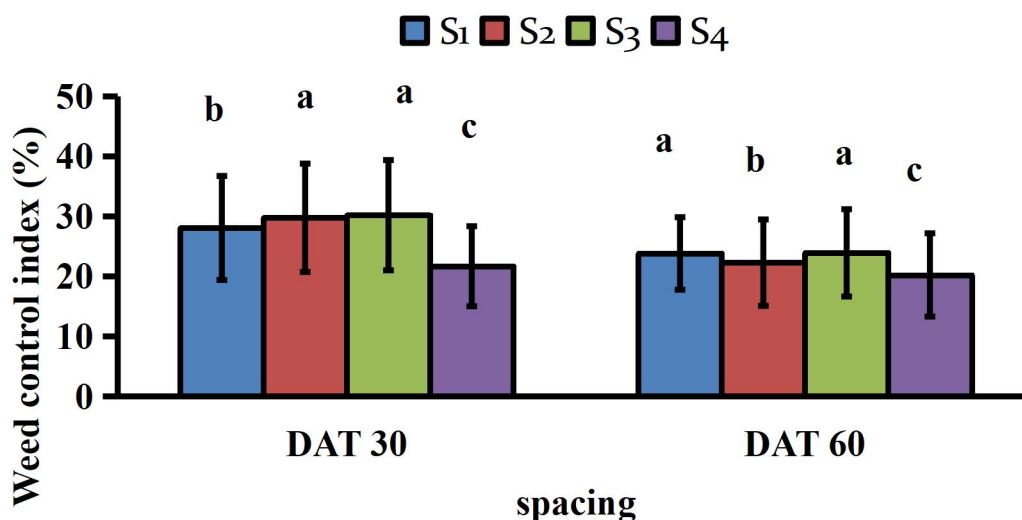 S1 S2 S3 S4
Weed control index (%)
50
40
30
20
10
0
b a a c
a b a c
DAT 30 DAT 60
spacing